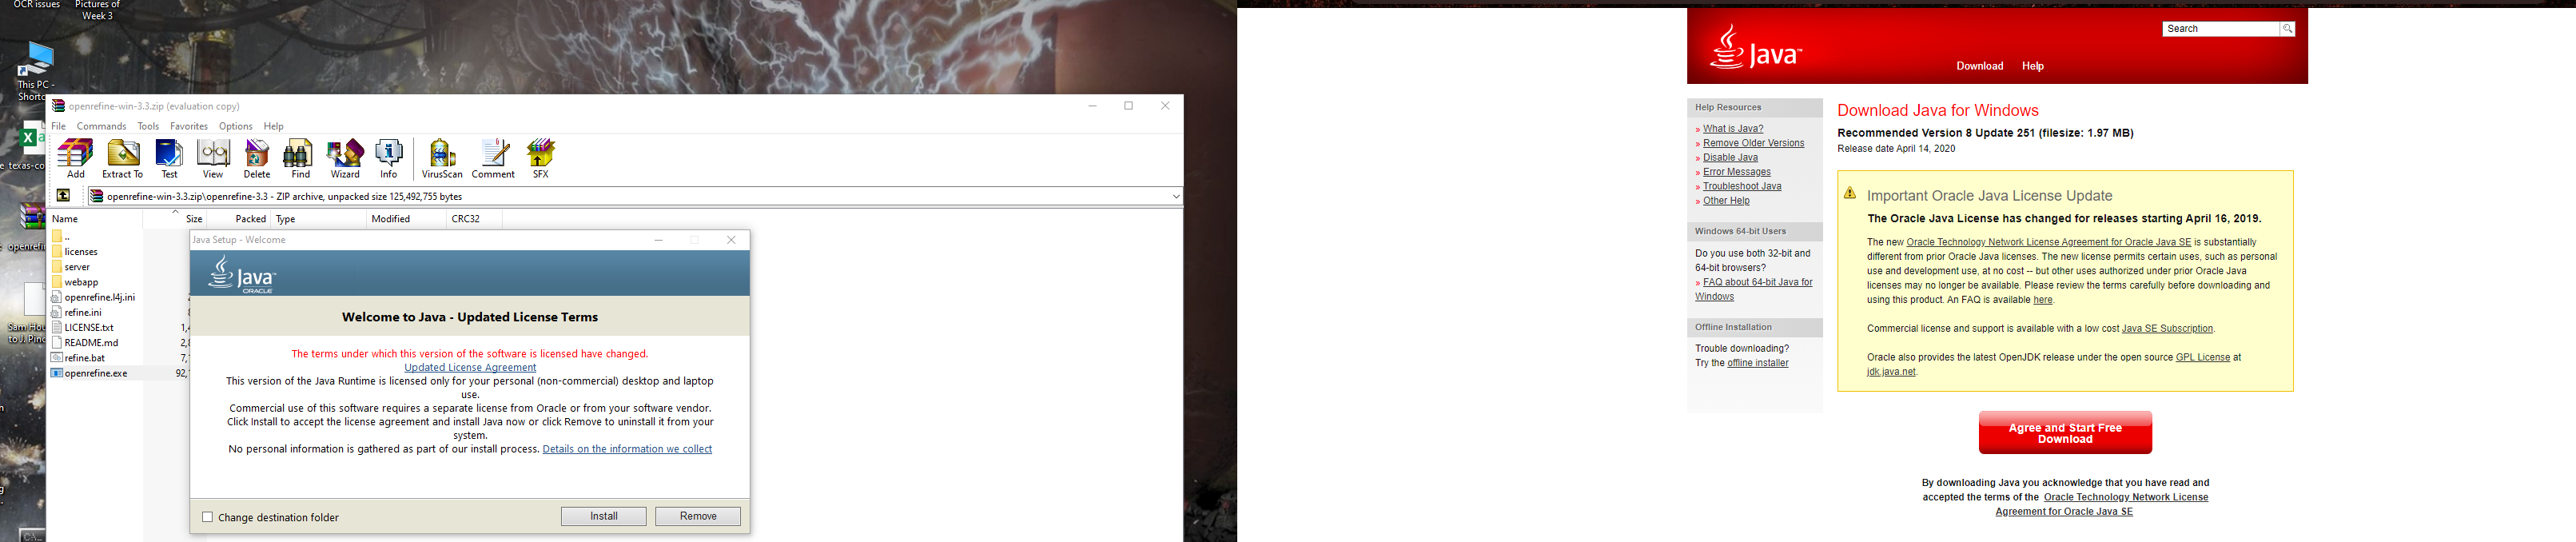 OCR issues
Pictures of
Week 3
This PC -
Shortc
texas-co
openrefin
Sam Hou
to J. Pinc
C:\...
openrefine-win-3.3.zip (evaluation copy)
File Commands Tools Favorites Options Help
Add Extract To Test View Delete Find Wizard Info VirusScan Comment SFX
openrefine-win-3.3.zip\openrefine-3.3 - ZIP archive, unpacked size 125,492,755 bytes
Name Size Packed Type Modified CRC32
..
licenses
server
webapp
openrefine.l4j.ini
refine.ini
LICENSE.txt 1,4
README.md 2,8
refine.bat 7,1
openrefine.exe 92,1
Java Setup - Welcome
Java
ORACLE
Welcome to Java - Updated License Terms
The terms under which this version of the software is licensed have changed.
Updated License Agreement
This version of the Java Runtime is licensed only for your personal (non-commercial) desktop and laptop
use.
Commercial use of this software requires a separate license from Oracle or from your software vendor.
Click Install to accept the license agreement and install Java now or click Remove to uninstall it from your
system.
No personal information is gathered as part of our install process. Details on the information we collect
Change destination folder
Install Remove
Java™
Search
Download Help
Help Resources
» What is Java?
» Remove Older Versions
» Disable Java
» Error Messages
» Troubleshoot Java
» Other Help
Windows 64-bit Users
Do you use both 32-bit and
64-bit browsers?
» FAQ about 64-bit Java for
Windows
Offline Installation
Trouble downloading?
Try the offline installer
Download Java for Windows
Recommended Version 8 Update 251 (filesize: 1.97 MB)
Release date April 14, 2020
Important Oracle Java License Update
The Oracle Java License has changed for releases starting April 16, 2019.
The new Oracle Technology Network License Agreement for Oracle Java SE is substantially
different from prior Oracle Java licenses. The new license permits certain uses, such as personal
use and development use, at no cost -- but other uses authorized under prior Oracle Java
licenses may no longer be available. Please review the terms carefully before downloading and
using this product. An FAQ is available here.
Commercial license and support is available with a low cost Java SE Subscription.
Oracle also provides the latest OpenJDK release under the open source GPL License at
jdk.java.net.
Agree and Start Free
Download
By downloading Java you acknowledge that you have read and
accepted the terms of the Oracle Technology Network License
Agreement for Oracle Java SE